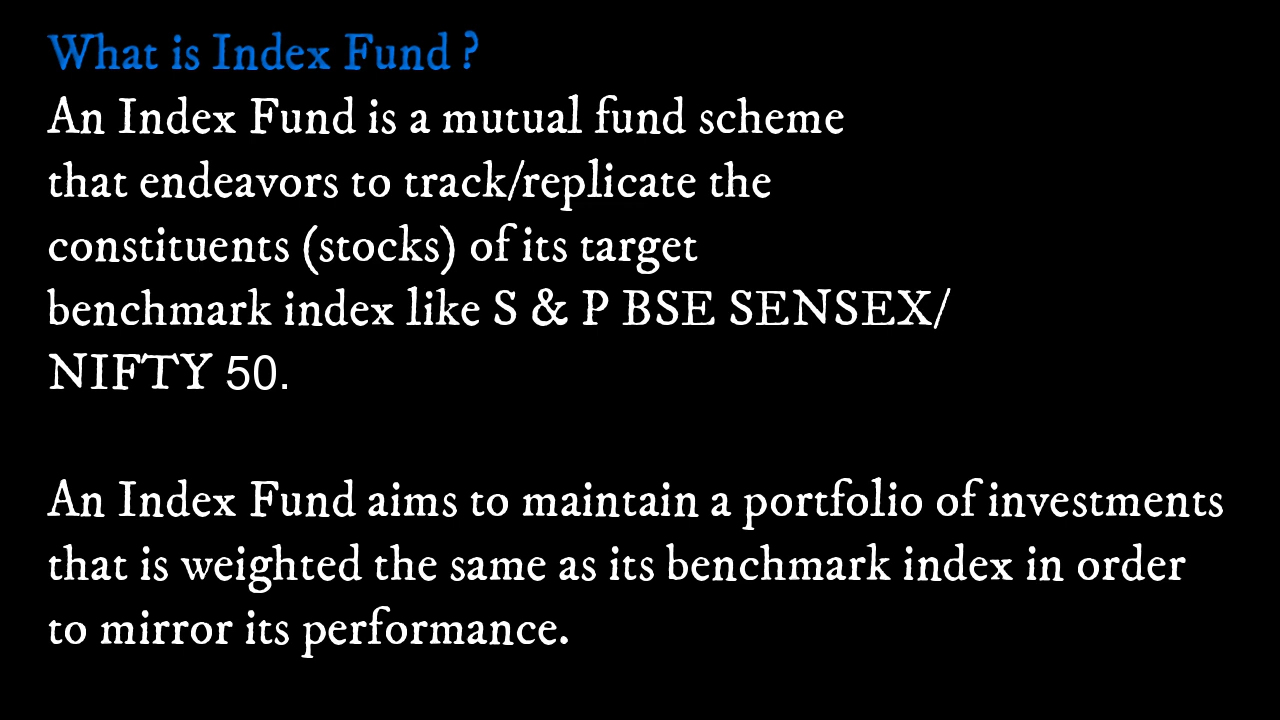 What is Index Fund ?
An Index Fund is a mutual fund scheme
that endeavors to track/replicate the
constituents (stocks) of its target
benchmark index like S & P BSE SENSEX/
NIFTY 50.
An Index Fund aims to maintain a portfolio of investments
that is weighted the same as its benchmark index in order
to mirror its performance.